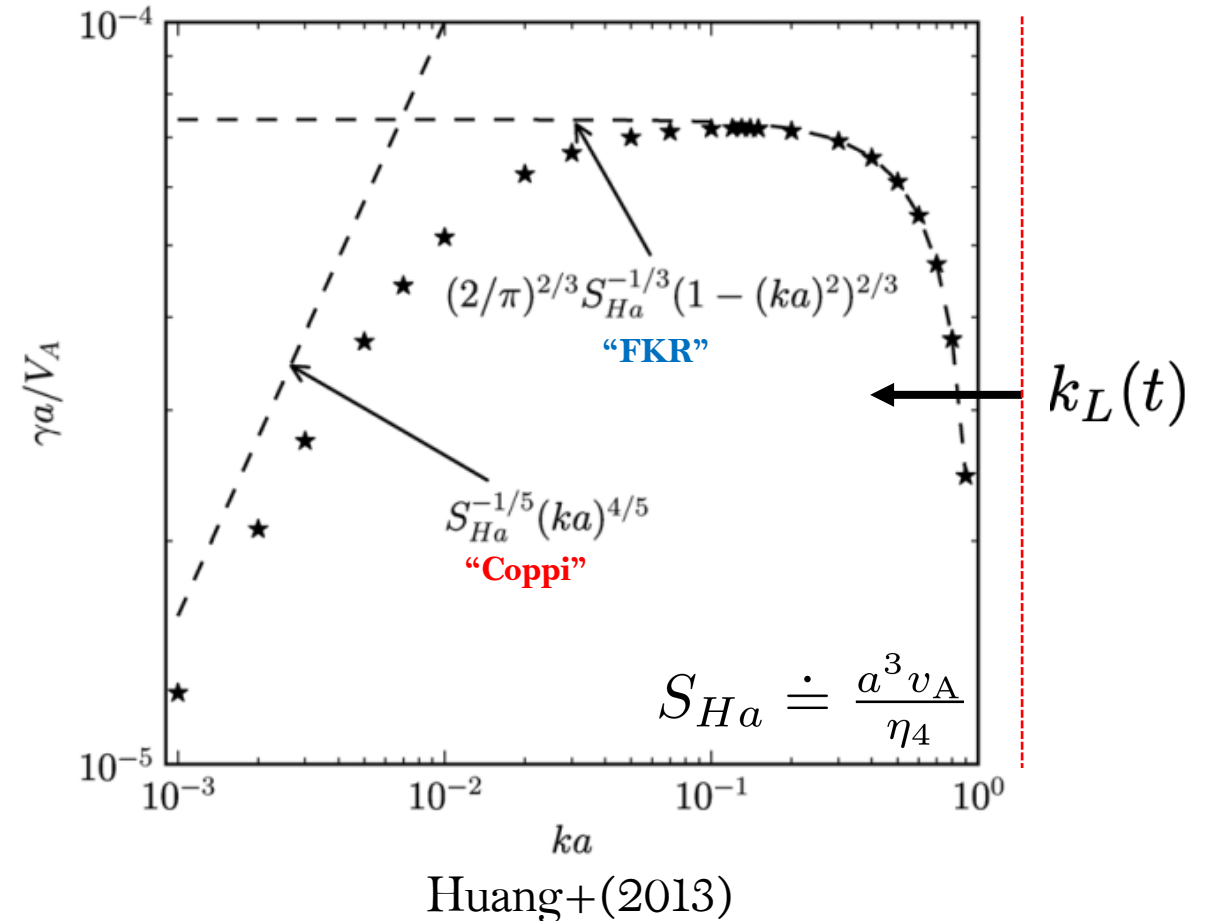 10^{-4}
(2/π)^{2/3} S_{Ha}^{-1/3} (1 − (ka)^2)^{2/3}
“FKR”
γa/V_A
k_L(t)
S_{Ha}^{-1/5} (ka)^{4/5}
“Coppi”
S_{Ha} ≐ \frac{a^3 v_A}{η_4}
10^{-5}
10^{-3} 10^{-2} 10^{-1} 10^{0}
ka
Huang+(2013)